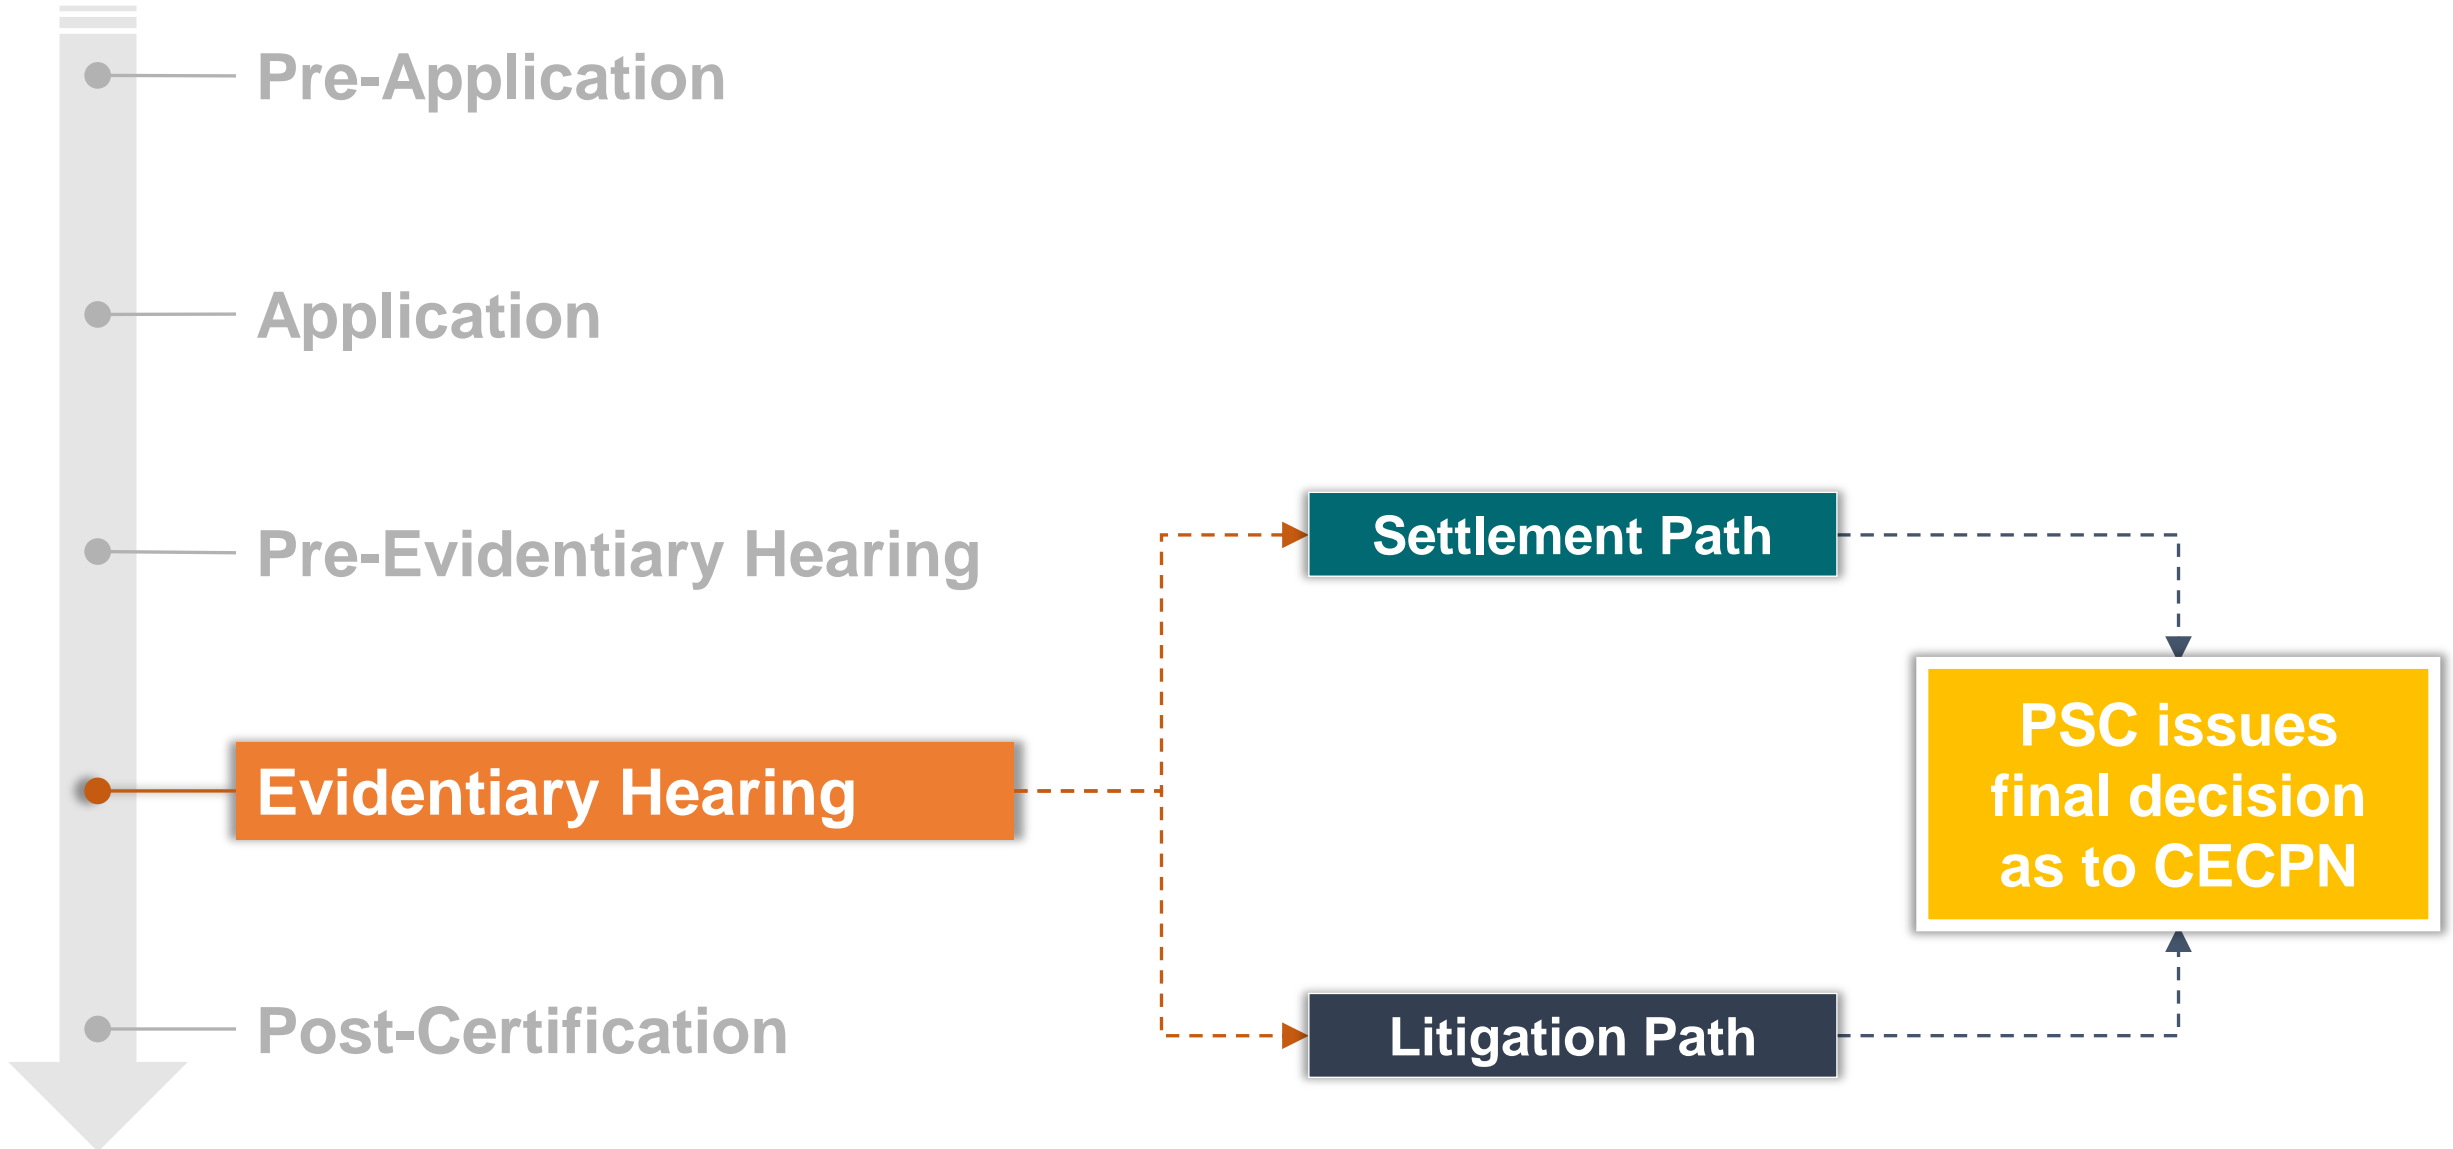 Pre-Application
Application
Pre-Evidentiary Hearing
Evidentiary Hearing
Post-Certification
Settlement Path
Litigation Path
PSC issues
final decision
as to CECPN